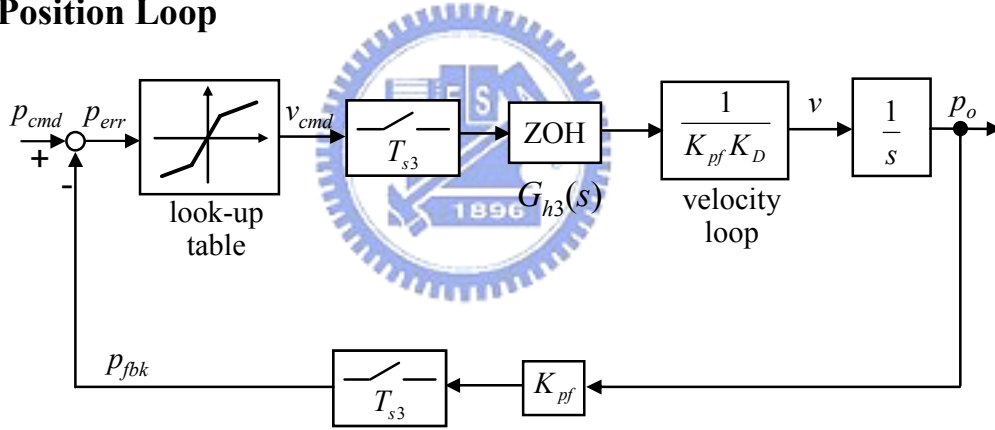 Position Loop
p_cmd
+
-
p_err
look-up
table
v_cmd
T_s3
ZOH
G_h3(s)
1
K_pf K_D
velocity
loop
v
1
s
p_o
ES
1896
p_fbk
T_s3
K_pf